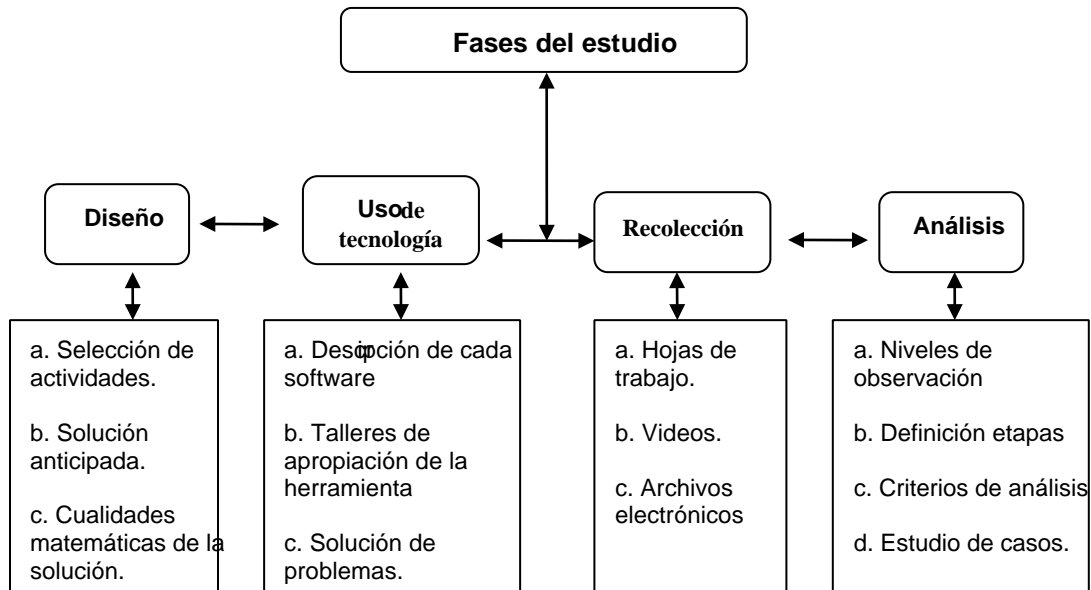 Fases del estudio
Diseño
Uso de
tecnología
Recolección
Análisis
a. Selección de
actividades.
b. Solución
anticipada.
c. Cualidades
matemáticas de la
solución.
a. Descripción de cada
software
b. Talleres de
apropiación de la
herramienta
c. Solución de
problemas.
a. Hojas de
trabajo.
b. Videos.
c. Archivos
electrónicos
a. Niveles de
observación
b. Definición etapas
c. Criterios de análisis
d. Estudio de casos.